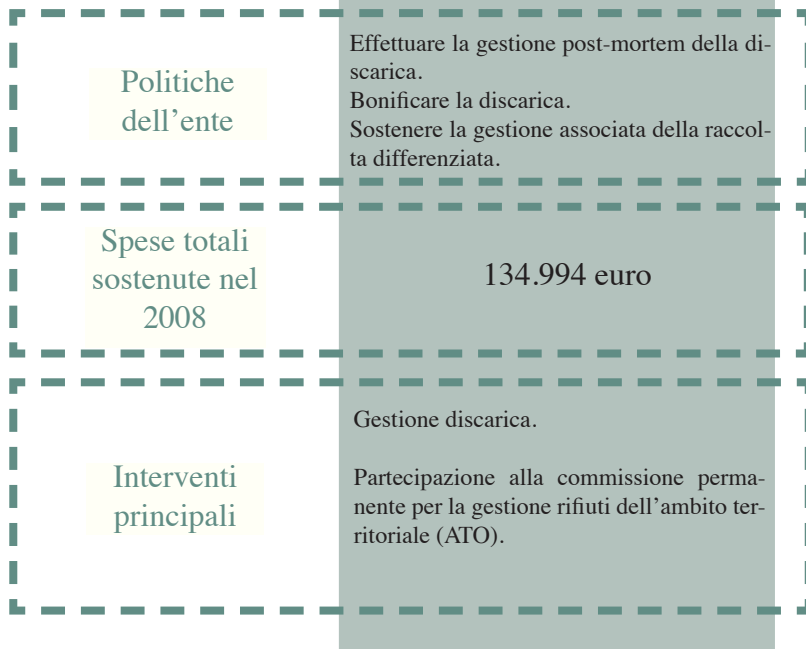 Politiche
dell'ente
Effettuare la gestione post-mortem della di-
scarica.
Bonificare la discarica.
Sostenere la gestione associata della raccol-
ta differenziata.
Spese totali
sostenute nel
2008
134.994 euro
Interventi
principali
Gestione discarica.
Partecipazione alla commissione perma-
nente per la gestione rifiuti dell'ambito ter-
ritoriale (ATO).